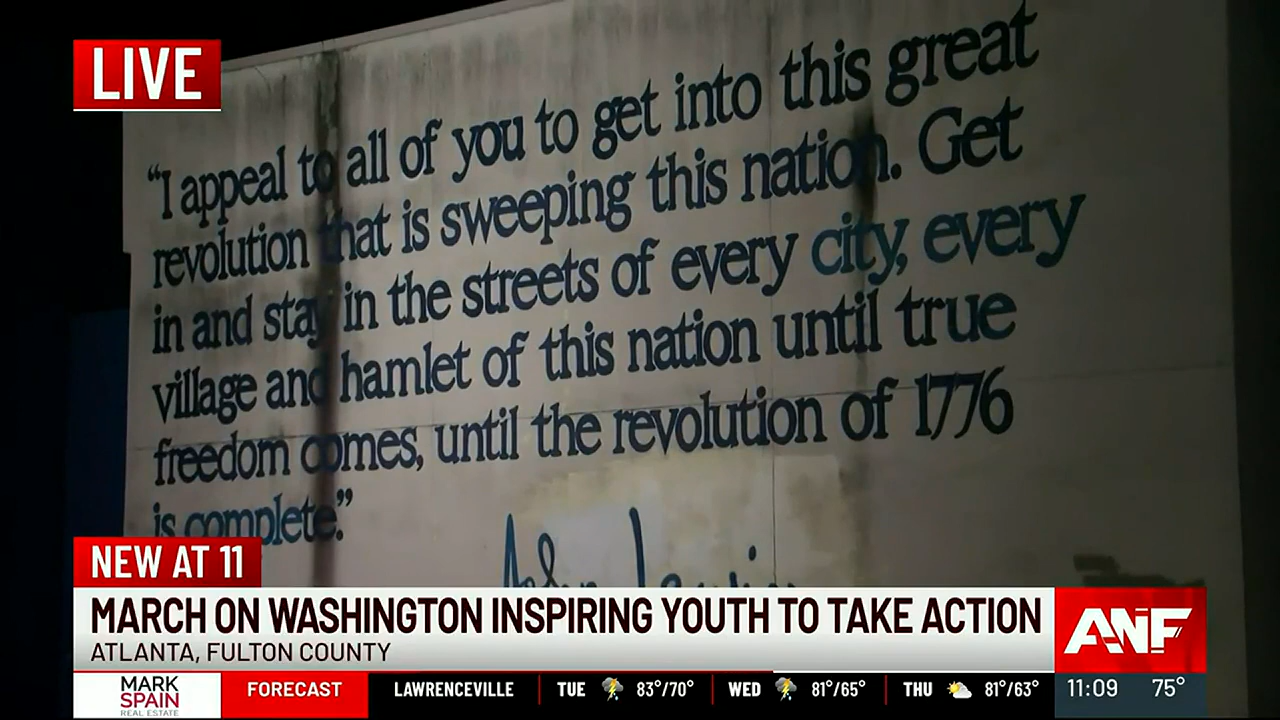 LIVE
“I appeal to all of you to get into this great
revolution that is sweeping this nation. Get
in and stay in the streets of every city, every
village and hamlet of this nation until true
freedom comes, until the revolution of 1776
is complete.”
John Lewis
NEW AT 11
MARCH ON WASHINGTON INSPIRING YOUTH TO TAKE ACTION
ATLANTA, FULTON COUNTY
ANF
MARK SPAIN REAL ESTATE
FORECAST LAWRENCEVILLE TUE 83°/70° WED 81°/65° THU 81°/63° 11:09 75°